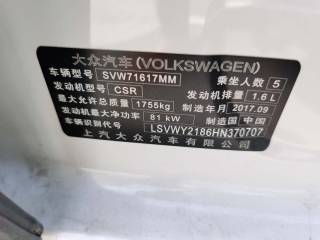 大众汽车(VOLKSWAGEN)
车辆型号 SVW71617MM 乘坐人数 5
发动机型号 CSR 发动机排量 1.6 L
最大允许总质量 1755kg 制造年月 2017.09
发动机最大净功率 81 kW 制造国 中国
车辆识别代号 LSVWY2186HN370707
上汽大众汽车有限公司